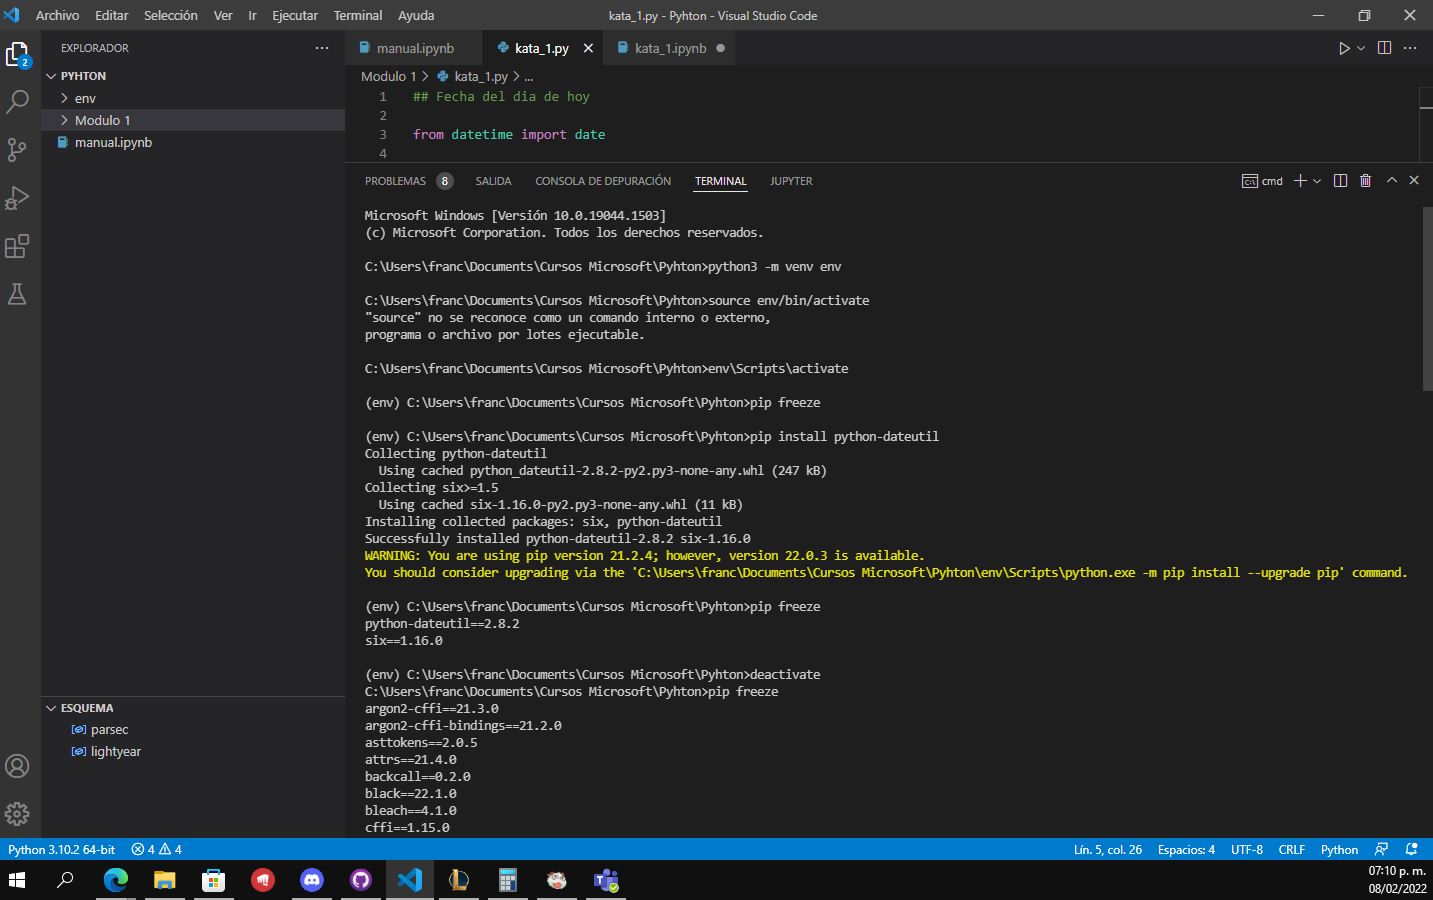 Archivo Editar Selección Ver Ir Ejecutar Terminal Ayuda kata_1.py - Pyhton - Visual Studio Code
EXPLORADOR
PYHTON
env
Modulo 1
manual.ipynb
2
manual.ipynb kata_1.py kata_1.ipynb
Modulo 1 > kata_1.py > ...
1 ## Fecha del dia de hoy
2
3 from datetime import date
4
PROBLEMAS 8 SALIDA CONSOLA DE DEPURACIÓN TERMINAL JUPYTER cmd
Microsoft Windows [Versión 10.0.19044.1503]
(c) Microsoft Corporation. Todos los derechos reservados.
C:\Users\franc\Documents\Cursos Microsoft\Pyhton>python3 -m venv env
C:\Users\franc\Documents\Cursos Microsoft\Pyhton>source env/bin/activate
"source" no se reconoce como un comando interno o externo,
programa o archivo por lotes ejecutable.
C:\Users\franc\Documents\Cursos Microsoft\Pyhton>env\Scripts\activate
(env) C:\Users\franc\Documents\Cursos Microsoft\Pyhton>pip freeze
(env) C:\Users\franc\Documents\Cursos Microsoft\Pyhton>pip install python-dateutil
Collecting python-dateutil
Using cached python_dateutil-2.8.2-py2.py3-none-any.whl (247 kB)
Collecting six>=1.5
Using cached six-1.16.0-py2.py3-none-any.whl (11 kB)
Installing collected packages: six, python-dateutil
Successfully installed python-dateutil-2.8.2 six-1.16.0
WARNING: You are using pip version 21.2.4; however, version 22.0.3 is available.
You should consider upgrading via the 'C:\Users\franc\Documents\Cursos Microsoft\Pyhton\env\Scripts\python.exe -m pip install --upgrade pip' command.
(env) C:\Users\franc\Documents\Cursos Microsoft\Pyhton>pip freeze
python-dateutil==2.8.2
six==1.16.0
(env) C:\Users\franc\Documents\Cursos Microsoft\Pyhton>deactivate
C:\Users\franc\Documents\Cursos Microsoft\Pyhton>pip freeze
argon2-cffi==21.3.0
argon2-cffi-bindings==21.2.0
asttokens==2.0.5
attrs==21.4.0
backcall==0.2.0
black==22.1.0
bleach==4.1.0
cffi==1.15.0
ESQUEMA
parsec
lightyear
Python 3.10.2 64-bit 4 4 Lín. 5, col. 26 Espacios: 4 UTF-8 CRLF Python
07:10 p. m.
08/02/2022